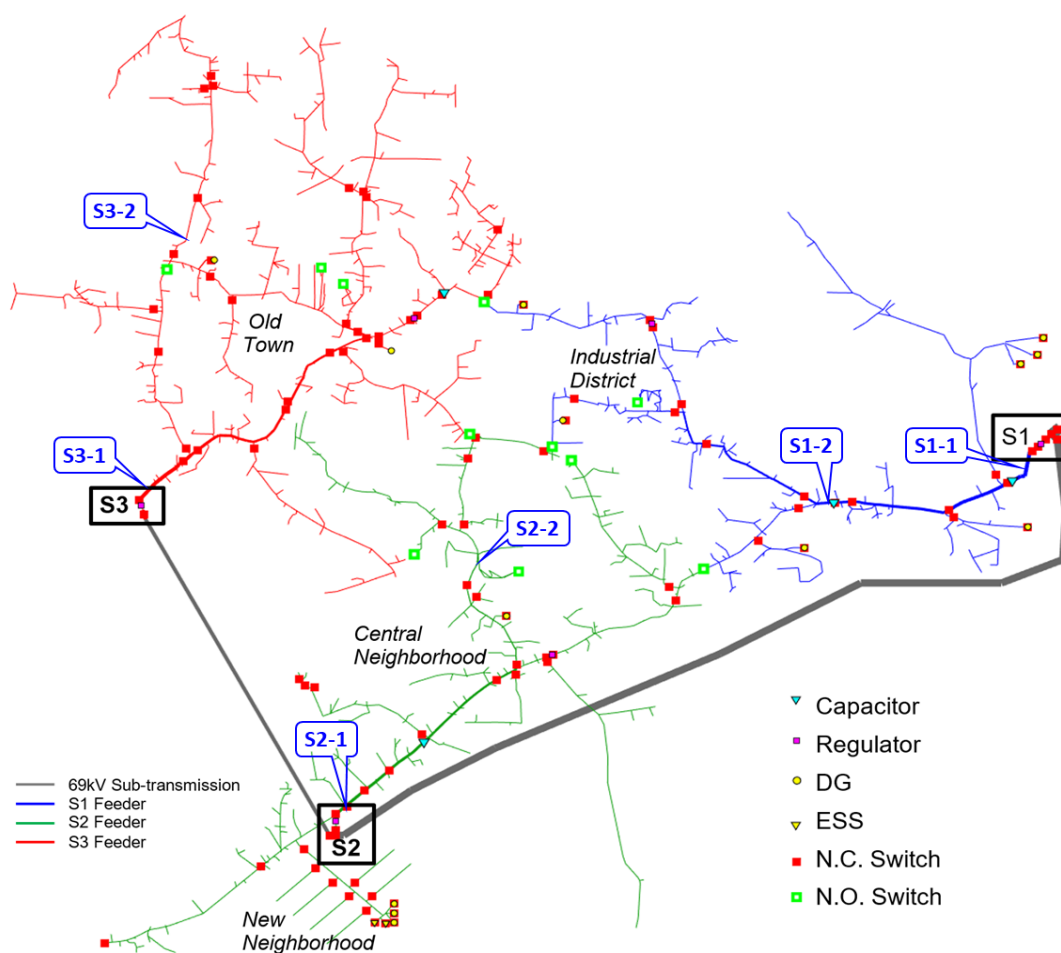 S3-2
Old
Town
Industrial
District
S1
S1-2
S1-1
S3-1
S3
S2-2
Central
Neighborhood
S2-1
S2
New
Neighborhood
69kV Sub-transmission
S1 Feeder
S2 Feeder
S3 Feeder
Capacitor
Regulator
DG
ESS
N.C. Switch
N.O. Switch